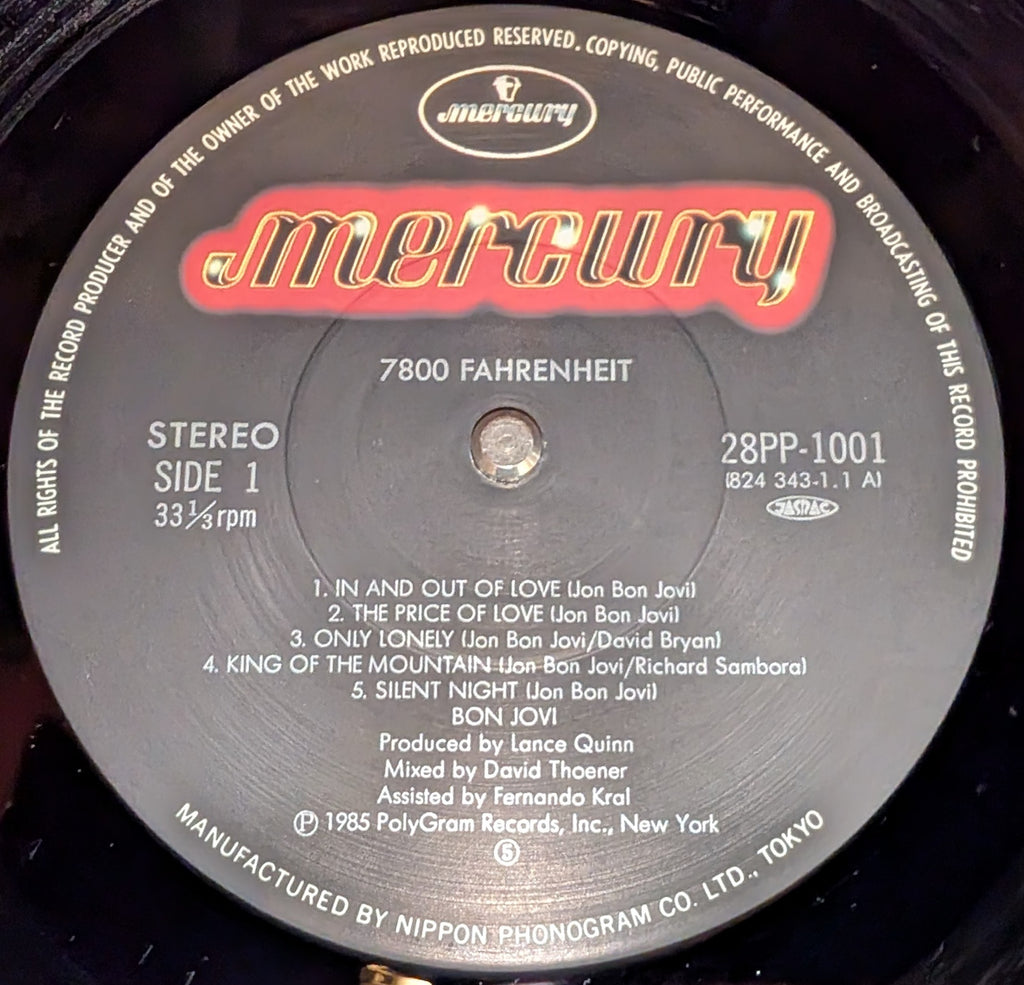 ALL RIGHTS OF THE RECORD PRODUCER AND OF THE OWNER OF THE WORK REPRODUCED RESERVED. COPYING, PUBLIC PERFORMANCE AND BROADCASTING OF THIS RECORD PROHIBITED
mercury
mercury
7800 FAHRENHEIT
STEREO
SIDE 1
33 1/3 rpm
28PP-1001
(824 343-1.1 A)
JASRAC
1. IN AND OUT OF LOVE (Jon Bon Jovi)
2. THE PRICE OF LOVE (Jon Bon Jovi)
3. ONLY LONELY (Jon Bon Jovi/David Bryan)
4. KING OF THE MOUNTAIN (Jon Bon Jovi/Richard Sambora)
5. SILENT NIGHT (Jon Bon Jovi)
BON JOVI
Produced by Lance Quinn
Mixed by David Thoener
Assisted by Fernando Kral
Ⓟ 1985 PolyGram Records, Inc., New York
Ⓢ
MANUFACTURED BY NIPPON PHONOGRAM CO. LTD., TOKYO